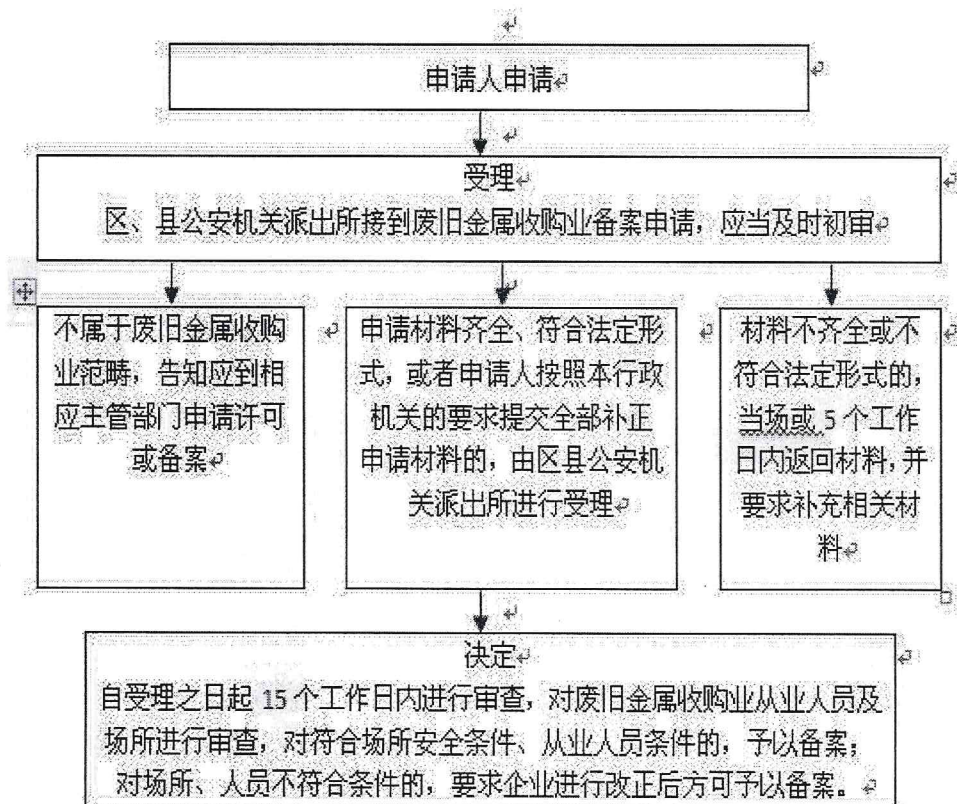 申请人申请
受理
区、县公安机关派出所接到废旧金属收购业备案申请，应当及时初审
不属于废旧金属收购
业范畴，告知应到相
应主管部门申请许可
或备案
申请材料齐全、符合法定形
式，或者申请人按照本行政
机关的要求提交全部补正
申请材料的，由区县公安机
关派出所进行受理
材料不齐全或不
符合法定形式的，
当场或 5 个工作
日内返回材料，并
要求补充相关材
料
决定
自受理之日起 15 个工作日内进行审查，对废旧金属收购业从业人员及
场所进行审查，对符合场所安全条件、从业人员条件的，予以备案；
对场所、人员不符合条件的，要求企业进行改正后方可予以备案。